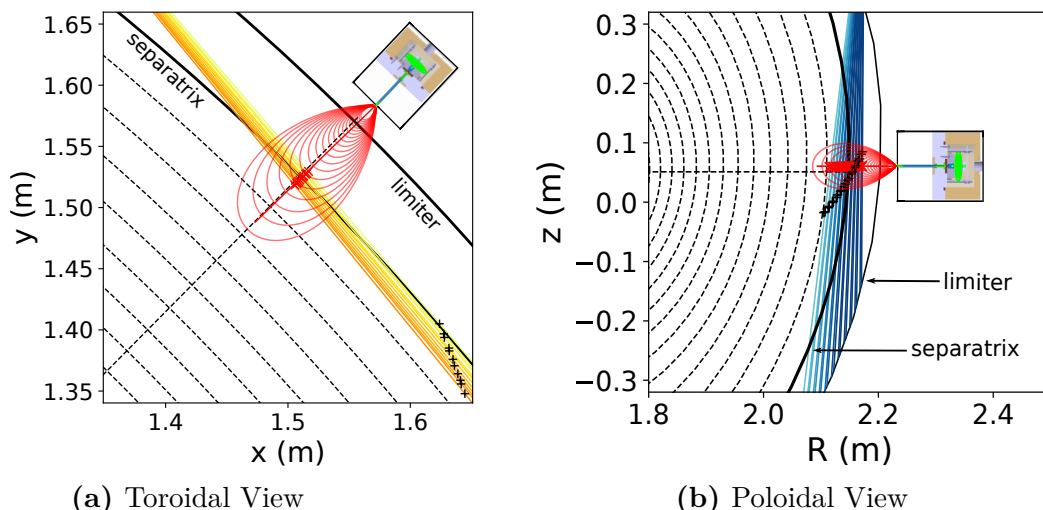 1.65
1.60
1.55
1.50
1.45
1.40
1.35
y (m)
1.4
1.5
1.6
x (m)
separatrix
limiter
(a) Toroidal View
0.3
0.2
0.1
0.0
−0.1
−0.2
−0.3
z (m)
1.8
2.0
2.2
2.4
R (m)
limiter
separatrix
(b) Poloidal View